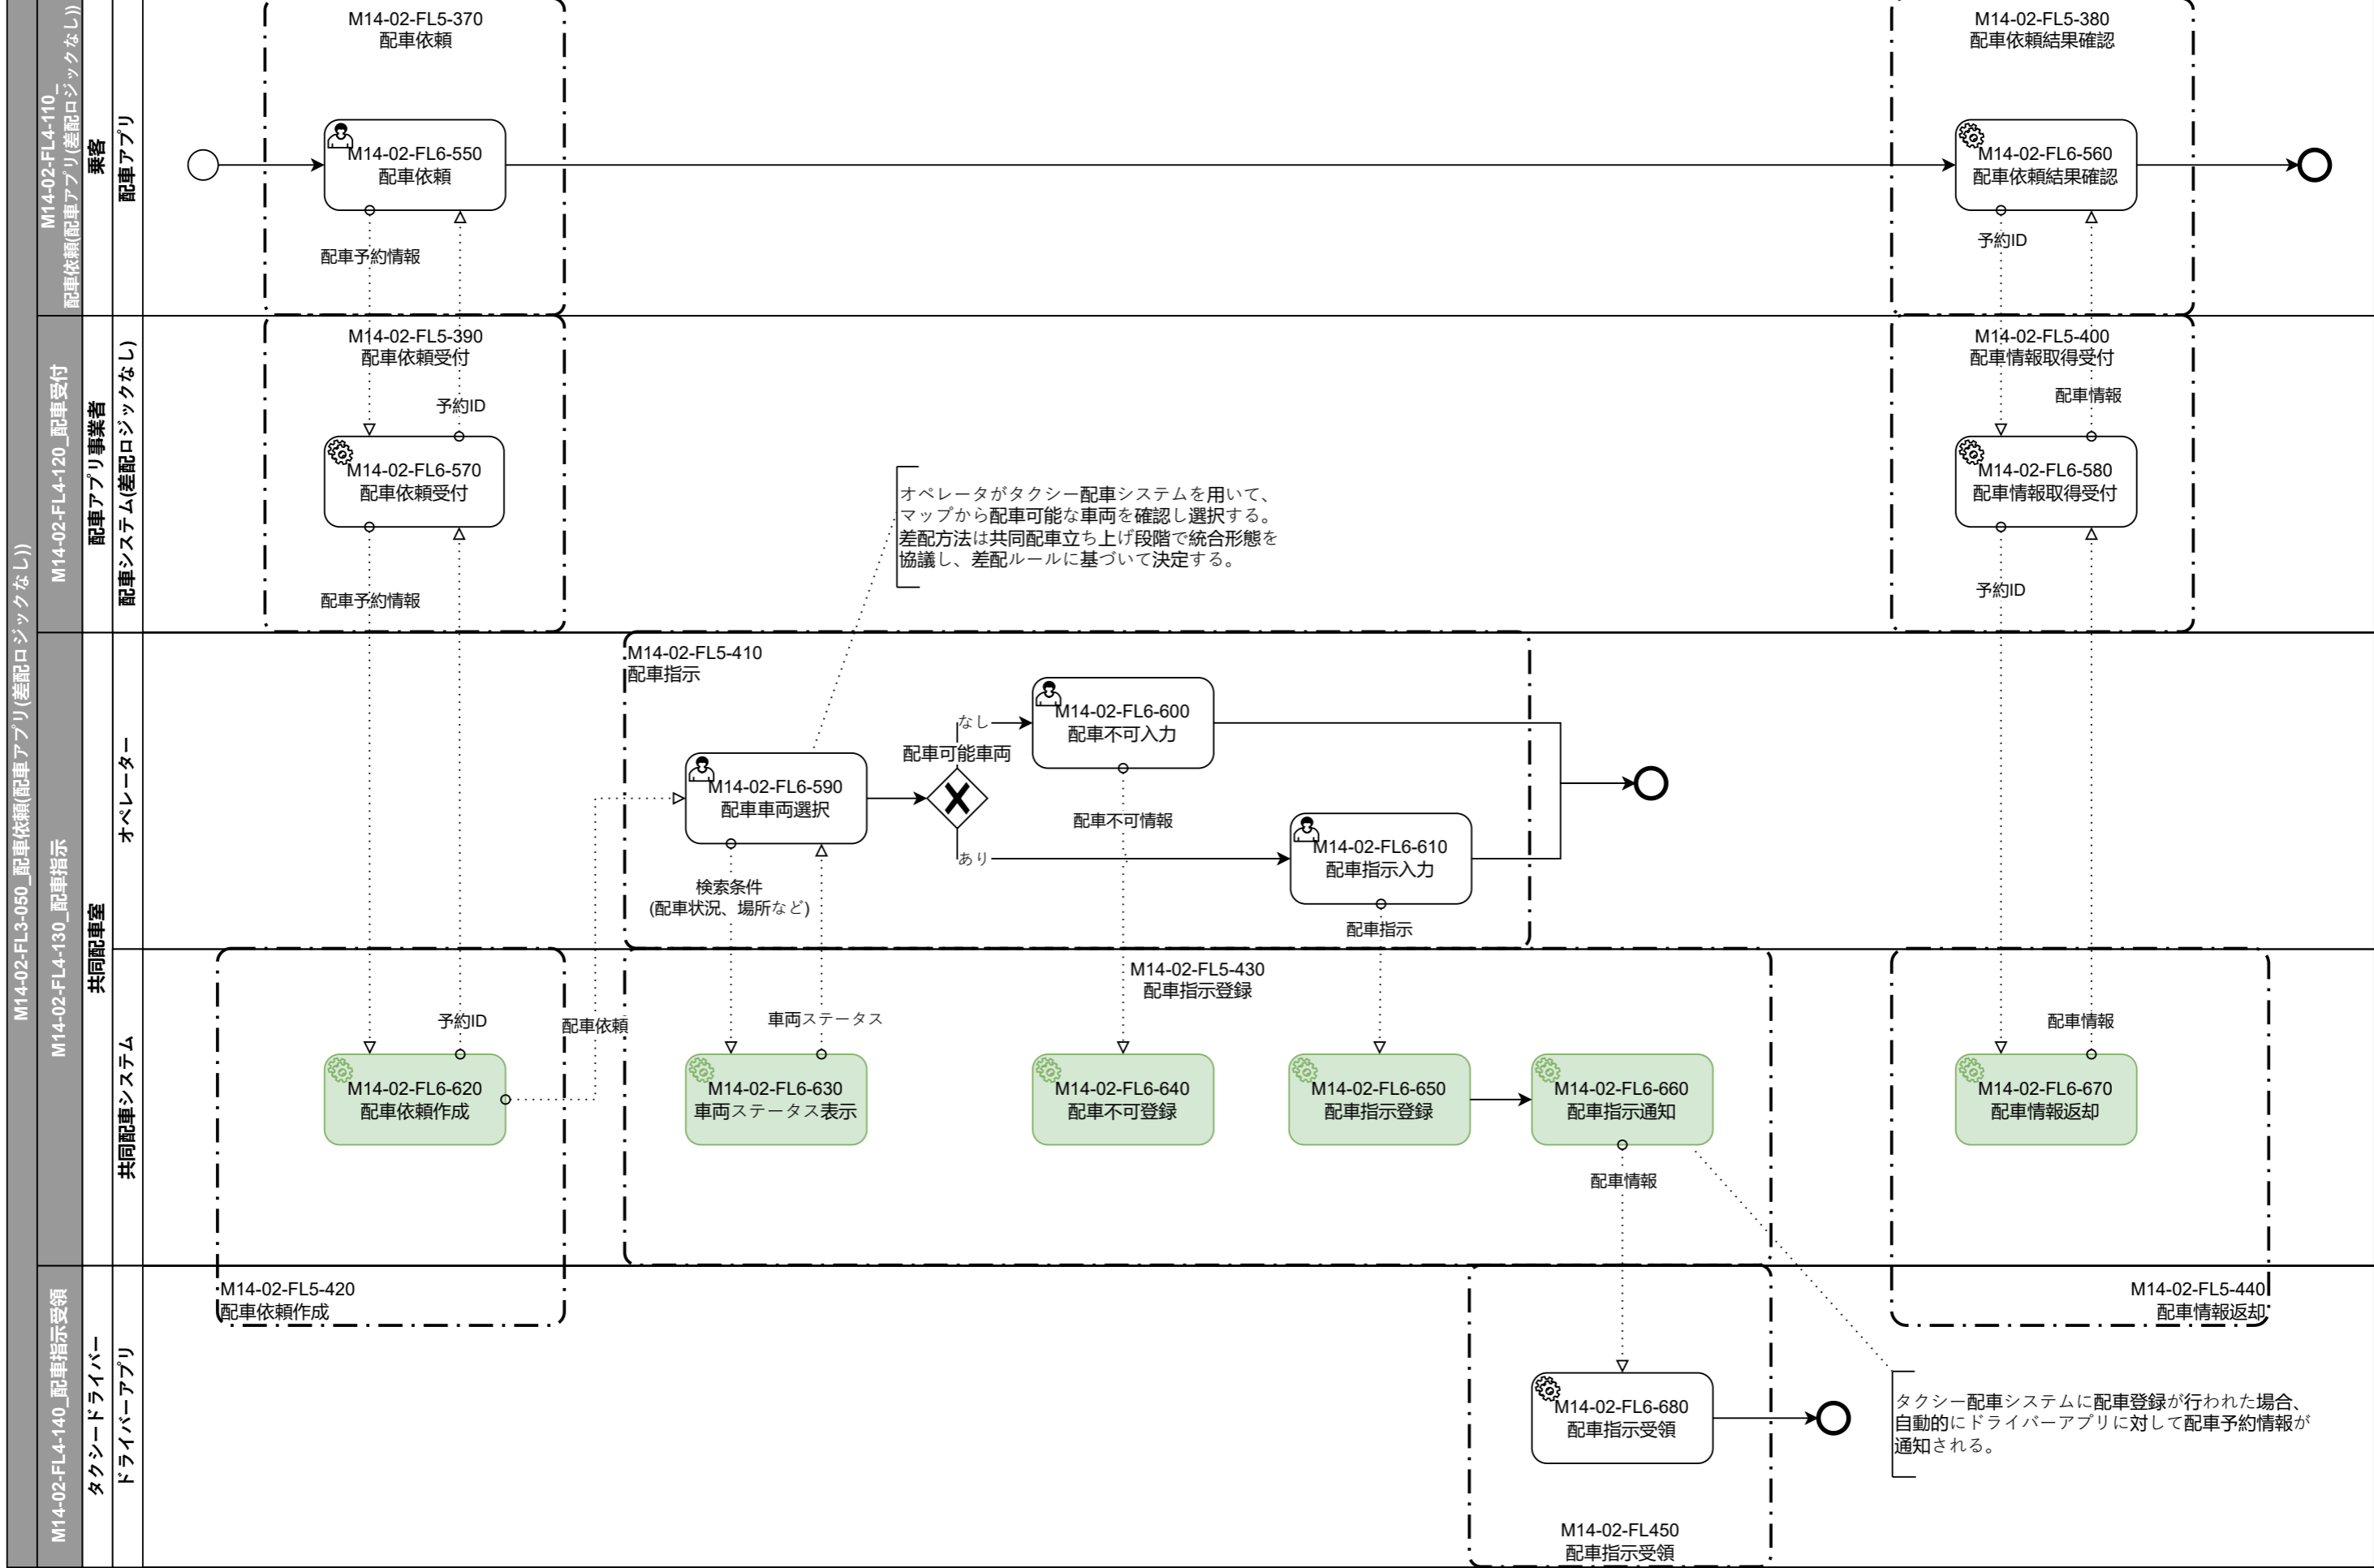 M14-02-FL3-050_配車依頼(配車アプリ(差配ロジックなし))
M14-02-FL4-110_
配車依頼(配車アプリ(差配ロジックなし))
乗客
配車アプリ
M14-02-FL5-370
配車依頼
M14-02-FL6-550
配車依頼
配車予約情報
M14-02-FL5-380
配車依頼結果確認
M14-02-FL6-560
配車依頼結果確認
予約ID
M14-02-FL4-120_配車受付
配車アプリ事業者
配車システム(差配ロジックなし)
M14-02-FL5-390
配車依頼受付
予約ID
M14-02-FL6-570
配車依頼受付
配車予約情報
オペレータがタクシー配車システムを用いて、
マップから配車可能な車両を確認し選択する。
差配方法は共同配車立ち上げ段階で統合形態を
協議し、差配ルールに基づいて決定する。
M14-02-FL5-400
配車情報取得受付
配車情報
M14-02-FL6-580
配車情報取得受付
予約ID
M14-02-FL4-130_配車指示
共同配車室
オペレーター
M14-02-FL5-410
配車指示
M14-02-FL6-590
配車車両選択
配車可能車両
なし
あり
M14-02-FL6-600
配車不可入力
配車不可情報
M14-02-FL6-610
配車指示入力
配車指示
検索条件
(配車状況、場所など)
共同配車システム
予約ID
配車依頼
M14-02-FL6-620
配車依頼作成
M14-02-FL5-420
配車依頼作成
M14-02-FL5-430
配車指示登録
車両ステータス
M14-02-FL6-630
車両ステータス表示
M14-02-FL6-640
配車不可登録
M14-02-FL6-650
配車指示登録
M14-02-FL6-660
配車指示通知
配車情報
配車情報
M14-02-FL6-670
配車情報返却
M14-02-FL5-440
配車情報返却
M14-02-FL4-140_配車指示受領
タクシードライバー
ドライバーアプリ
M14-02-FL6-680
配車指示受領
M14-02-FL450
配車指示受領
タクシー配車システムに配車登録が行われた場合、
自動的にドライバーアプリに対して配車予約情報が
通知される。